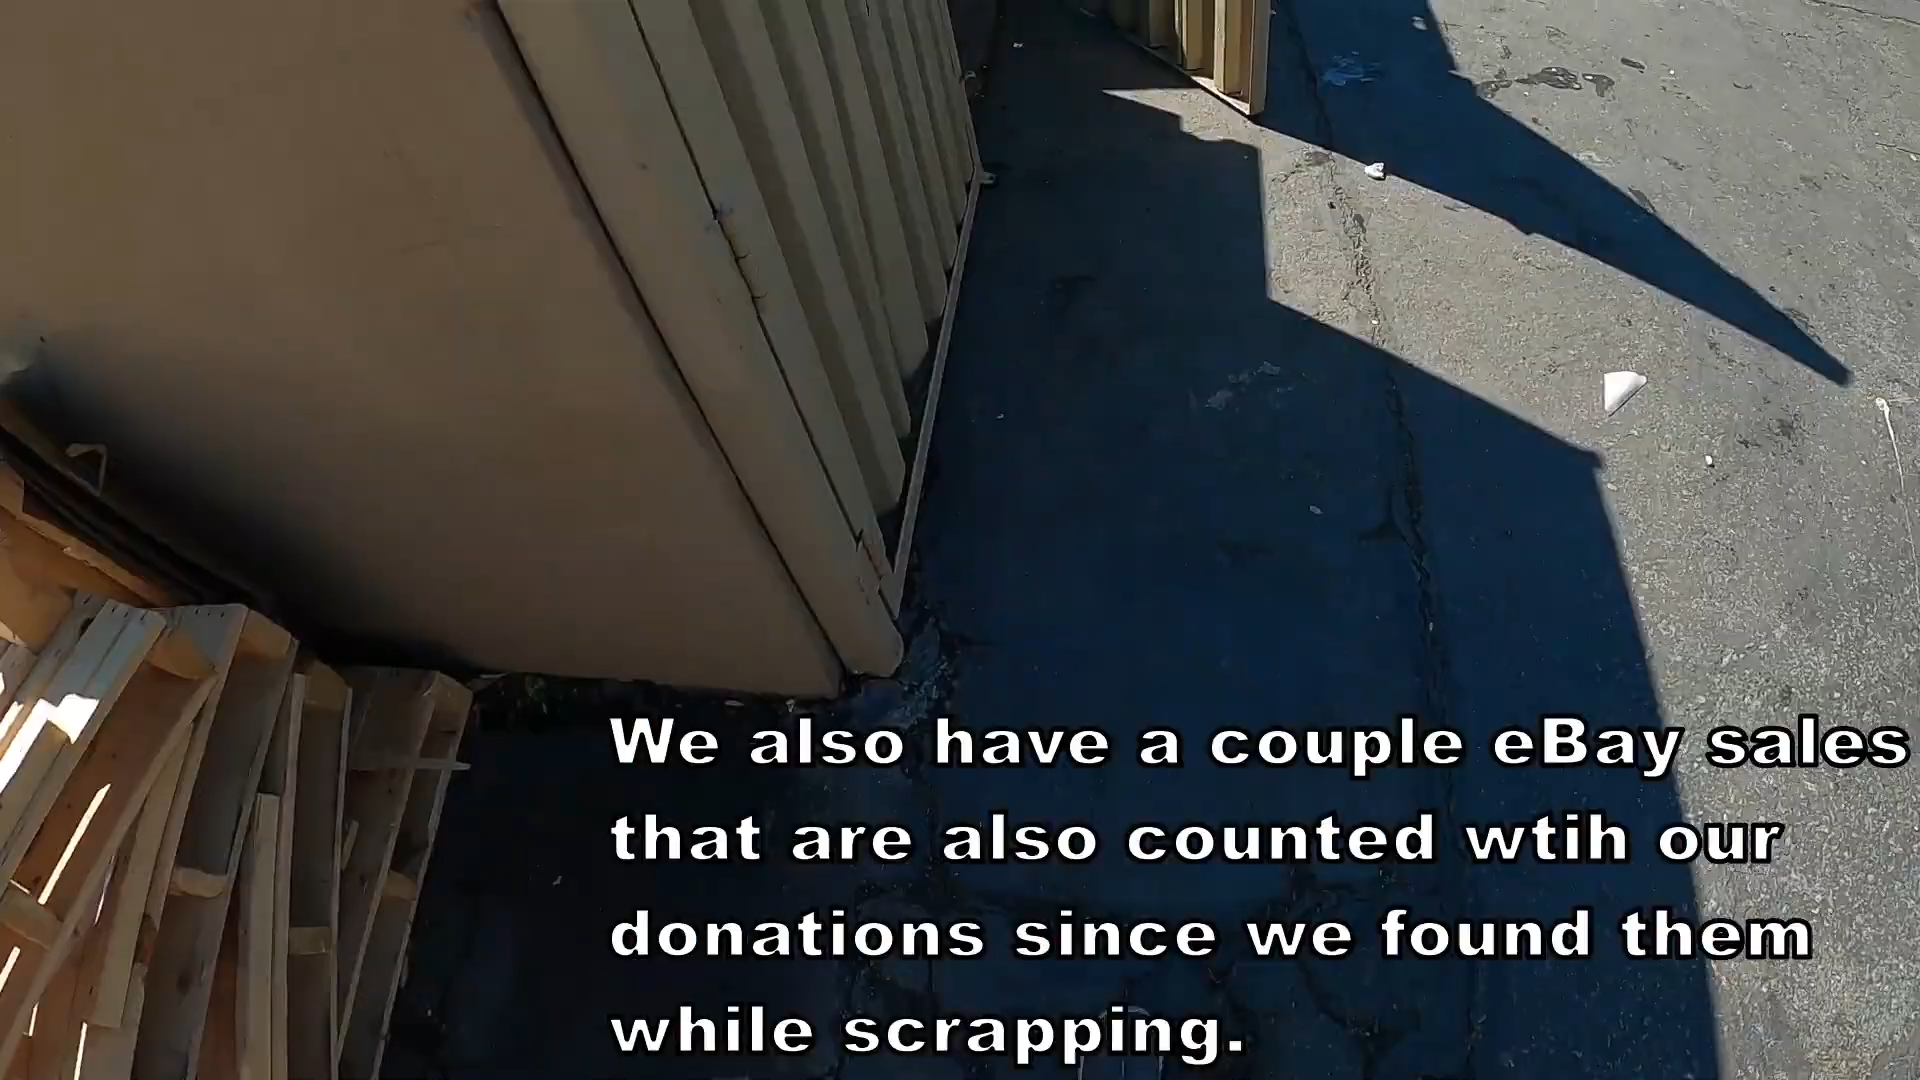 We also have a couple eBay sales
that are also counted wtih our
donations since we found them
while scrapping.